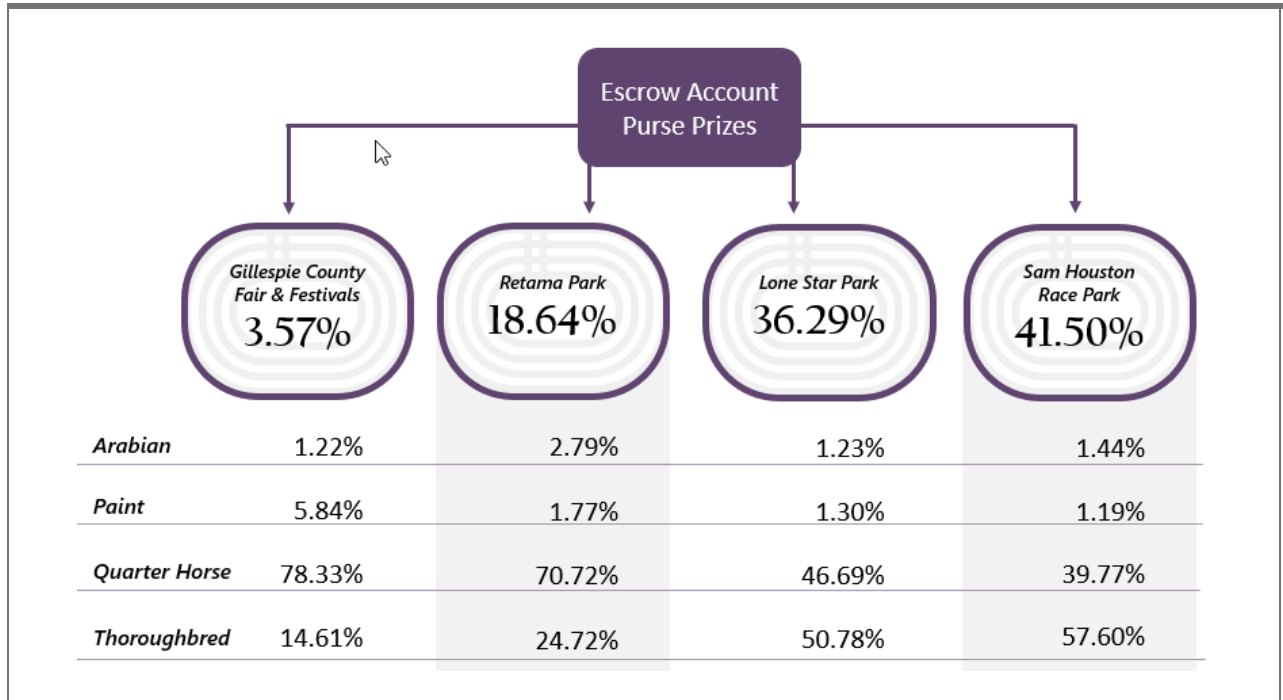 Escrow Account
Purse Prizes
Gillespie County
Fair & Festivals
3.57%
Retama Park
18.64%
Lone Star Park
36.29%
Sam Houston
Race Park
41.50%
Arabian 1.22% 2.79% 1.23% 1.44%
Paint 5.84% 1.77% 1.30% 1.19%
Quarter Horse 78.33% 70.72% 46.69% 39.77%
Thoroughbred 14.61% 24.72% 50.78% 57.60%